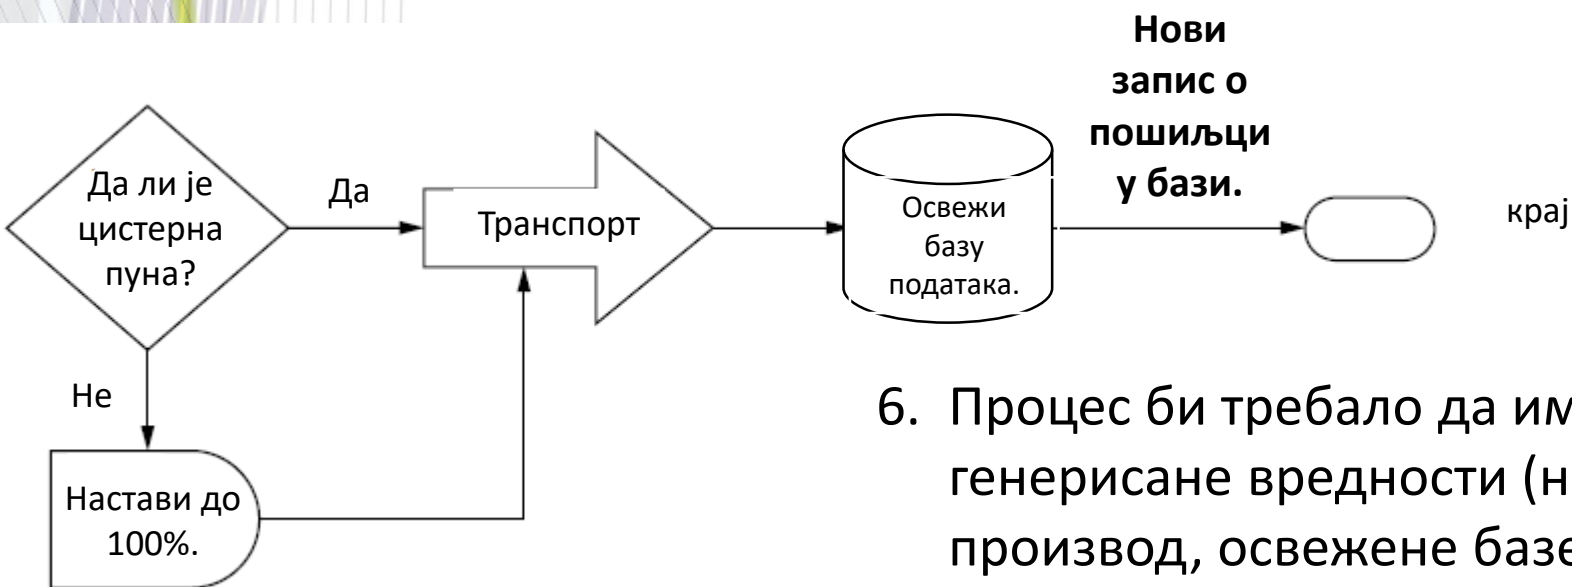 Нови
запис о
пошиљци
у бази.
Да ли је
цистерна
пуна?
Да
Транспорт
Освежи
базу
података.
крај
Не
Настави до
100%.
6. Процес би требало да им
генерисане вредности (н
производ, освежене базе